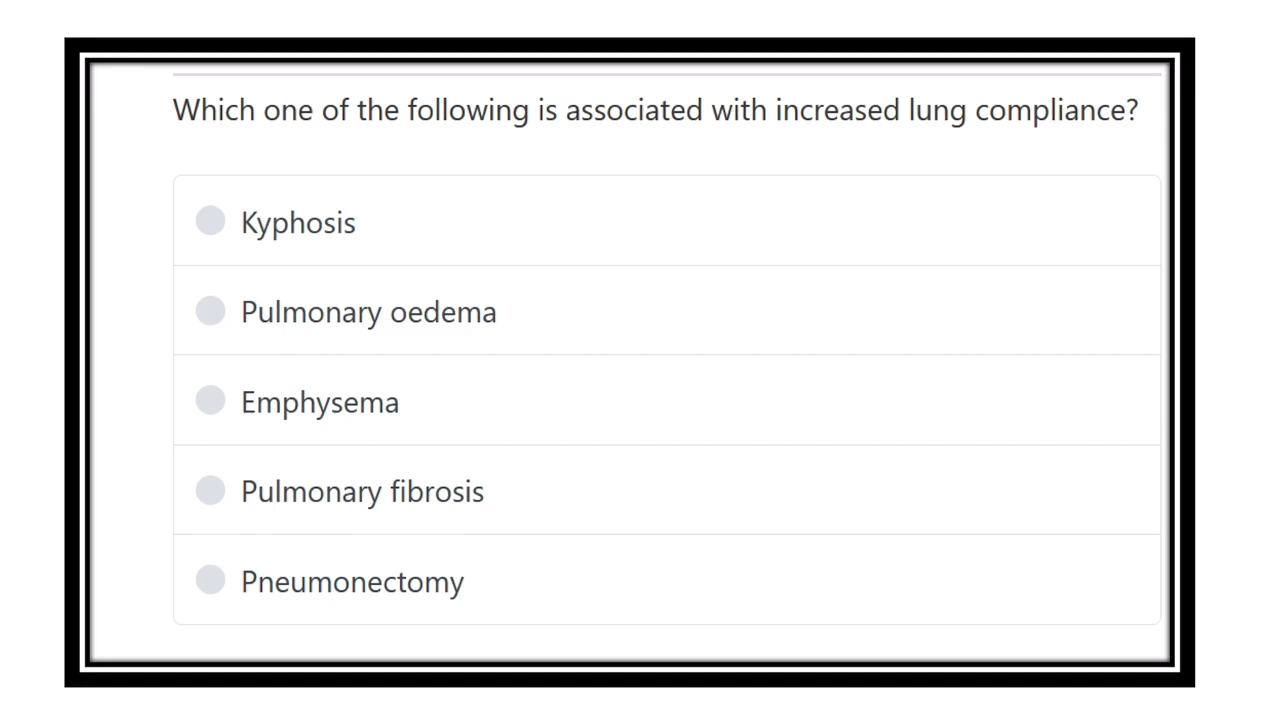 Which one of the following is associated with increased lung compliance?
Kyphosis
Pulmonary oedema
Emphysema
Pulmonary fibrosis
Pneumonectomy